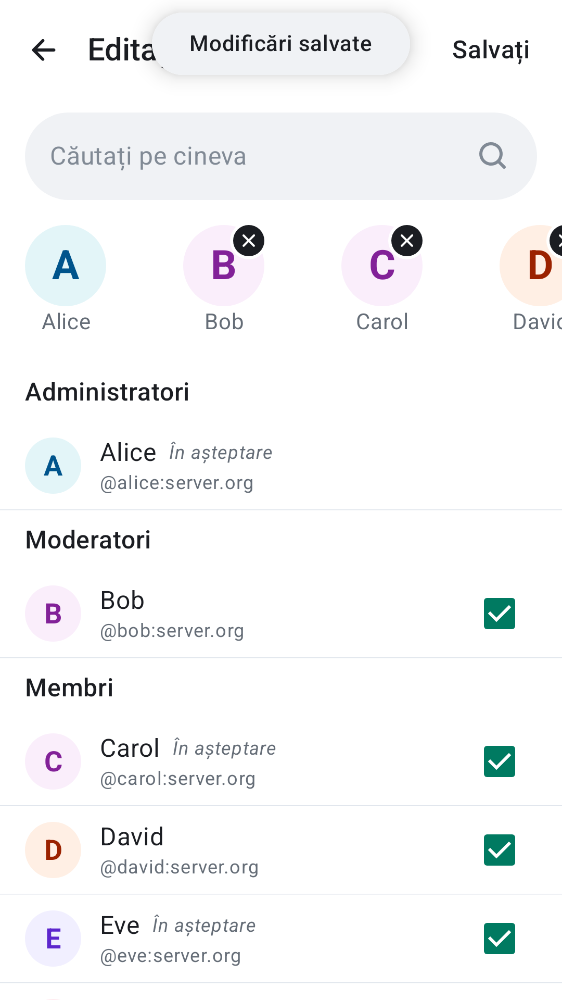 Edita
Modificări salvate
Salvați
Căutați pe cineva
A
B
C
D
Alice
Bob
Carol
Davi
Administratori
A
Alice În așteptare
@alice:server.org
Moderatori
B
Bob
@bob:server.org
Membri
C
Carol În așteptare
@carol:server.org
D
David
@david:server.org
E
Eve În așteptare
@eve:server.org